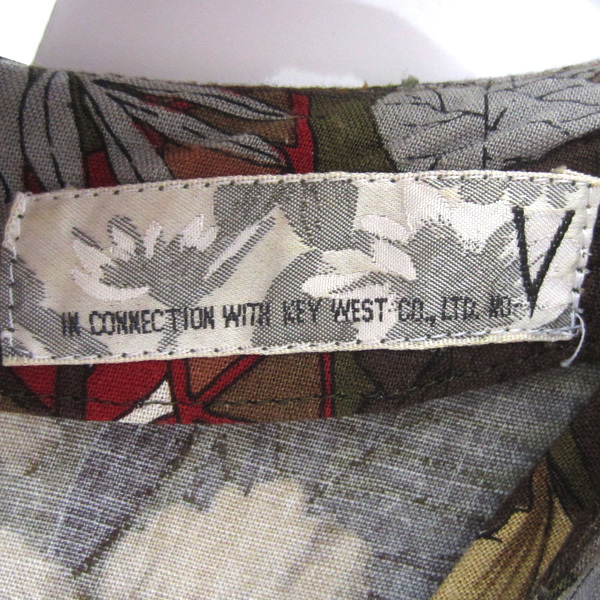 IN CONNECTION WITH KEY WEST CO., LTD. NO. V